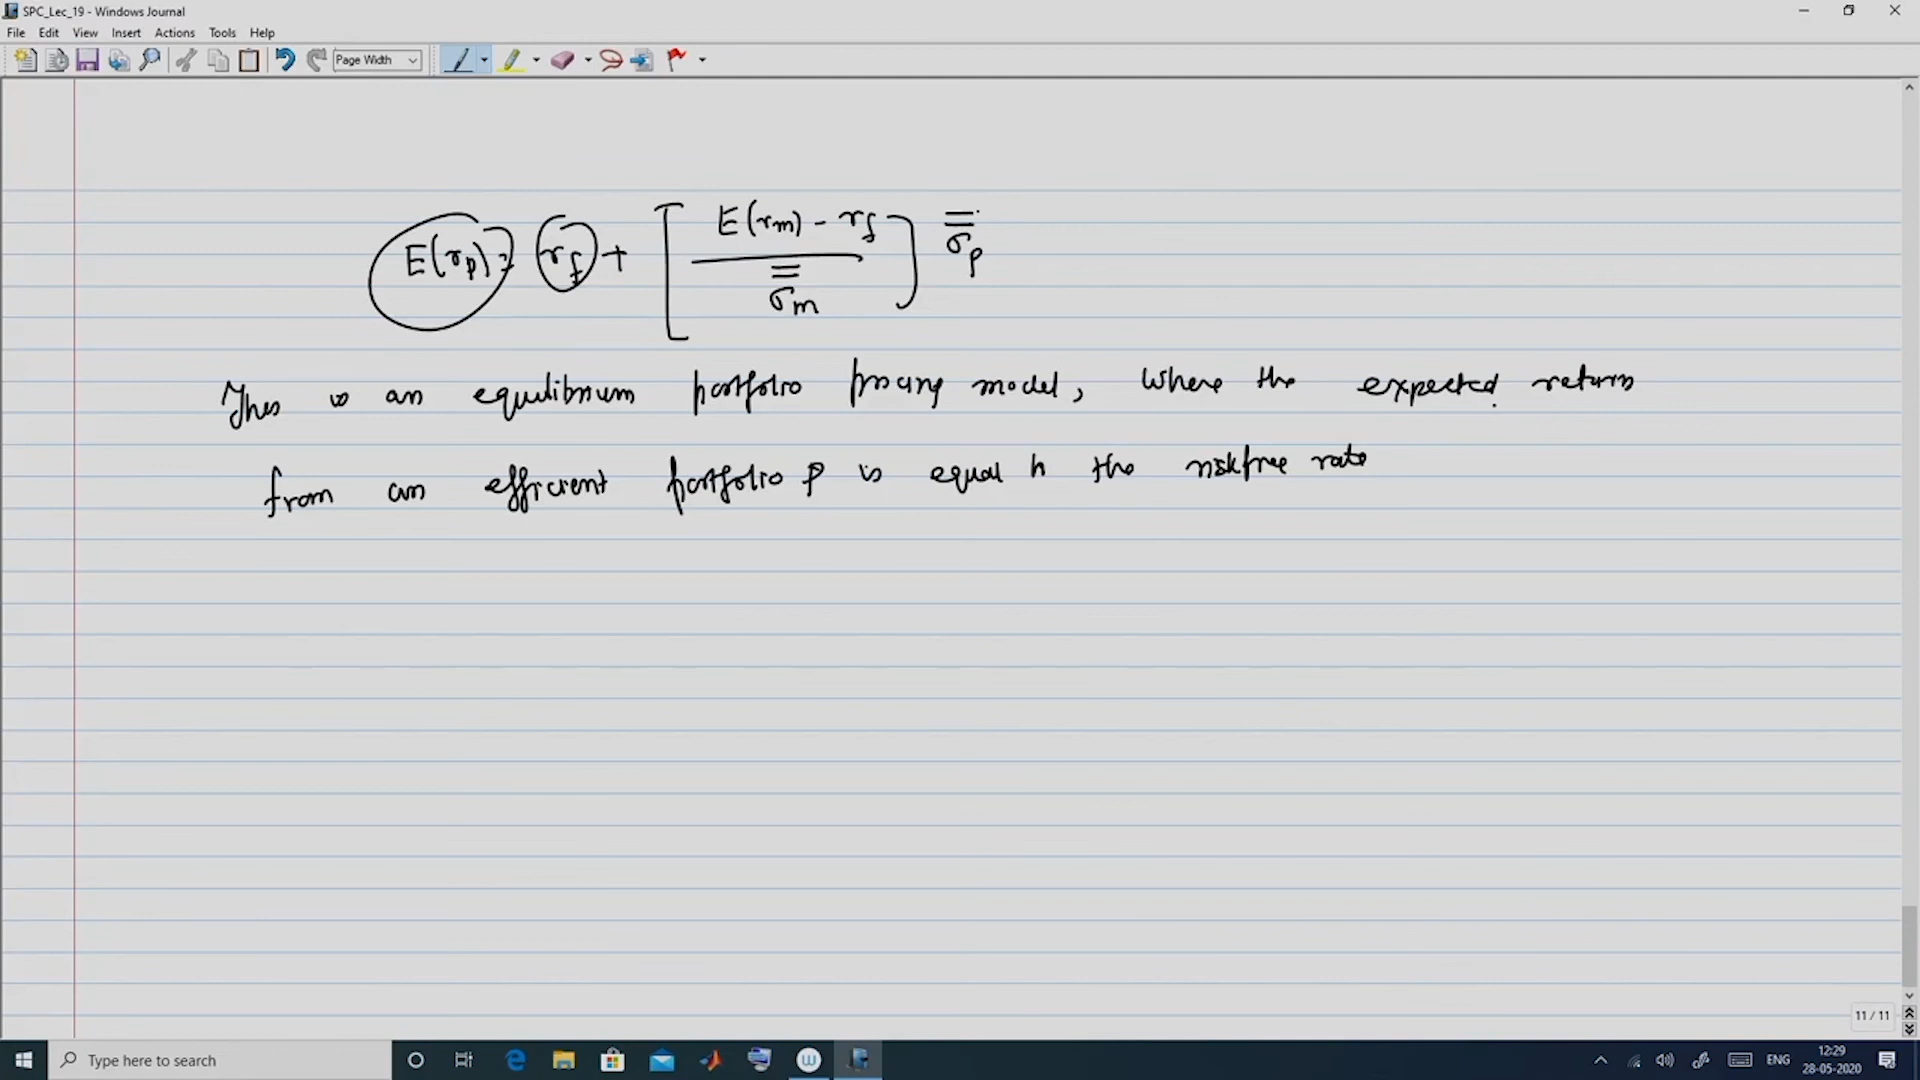 SPC_Lec_19 - Windows Journal
File Edit View Insert Actions Tools Help
Page Width
E(rp) = rf + [ E(rm) - rf / σm ] σp
This is an equilibrium portfolio pricing model, where the expected return
from an efficient portfolio P is equal to the riskfree rate
11 / 11
Type here to search
ENG
12:29
28-05-2020